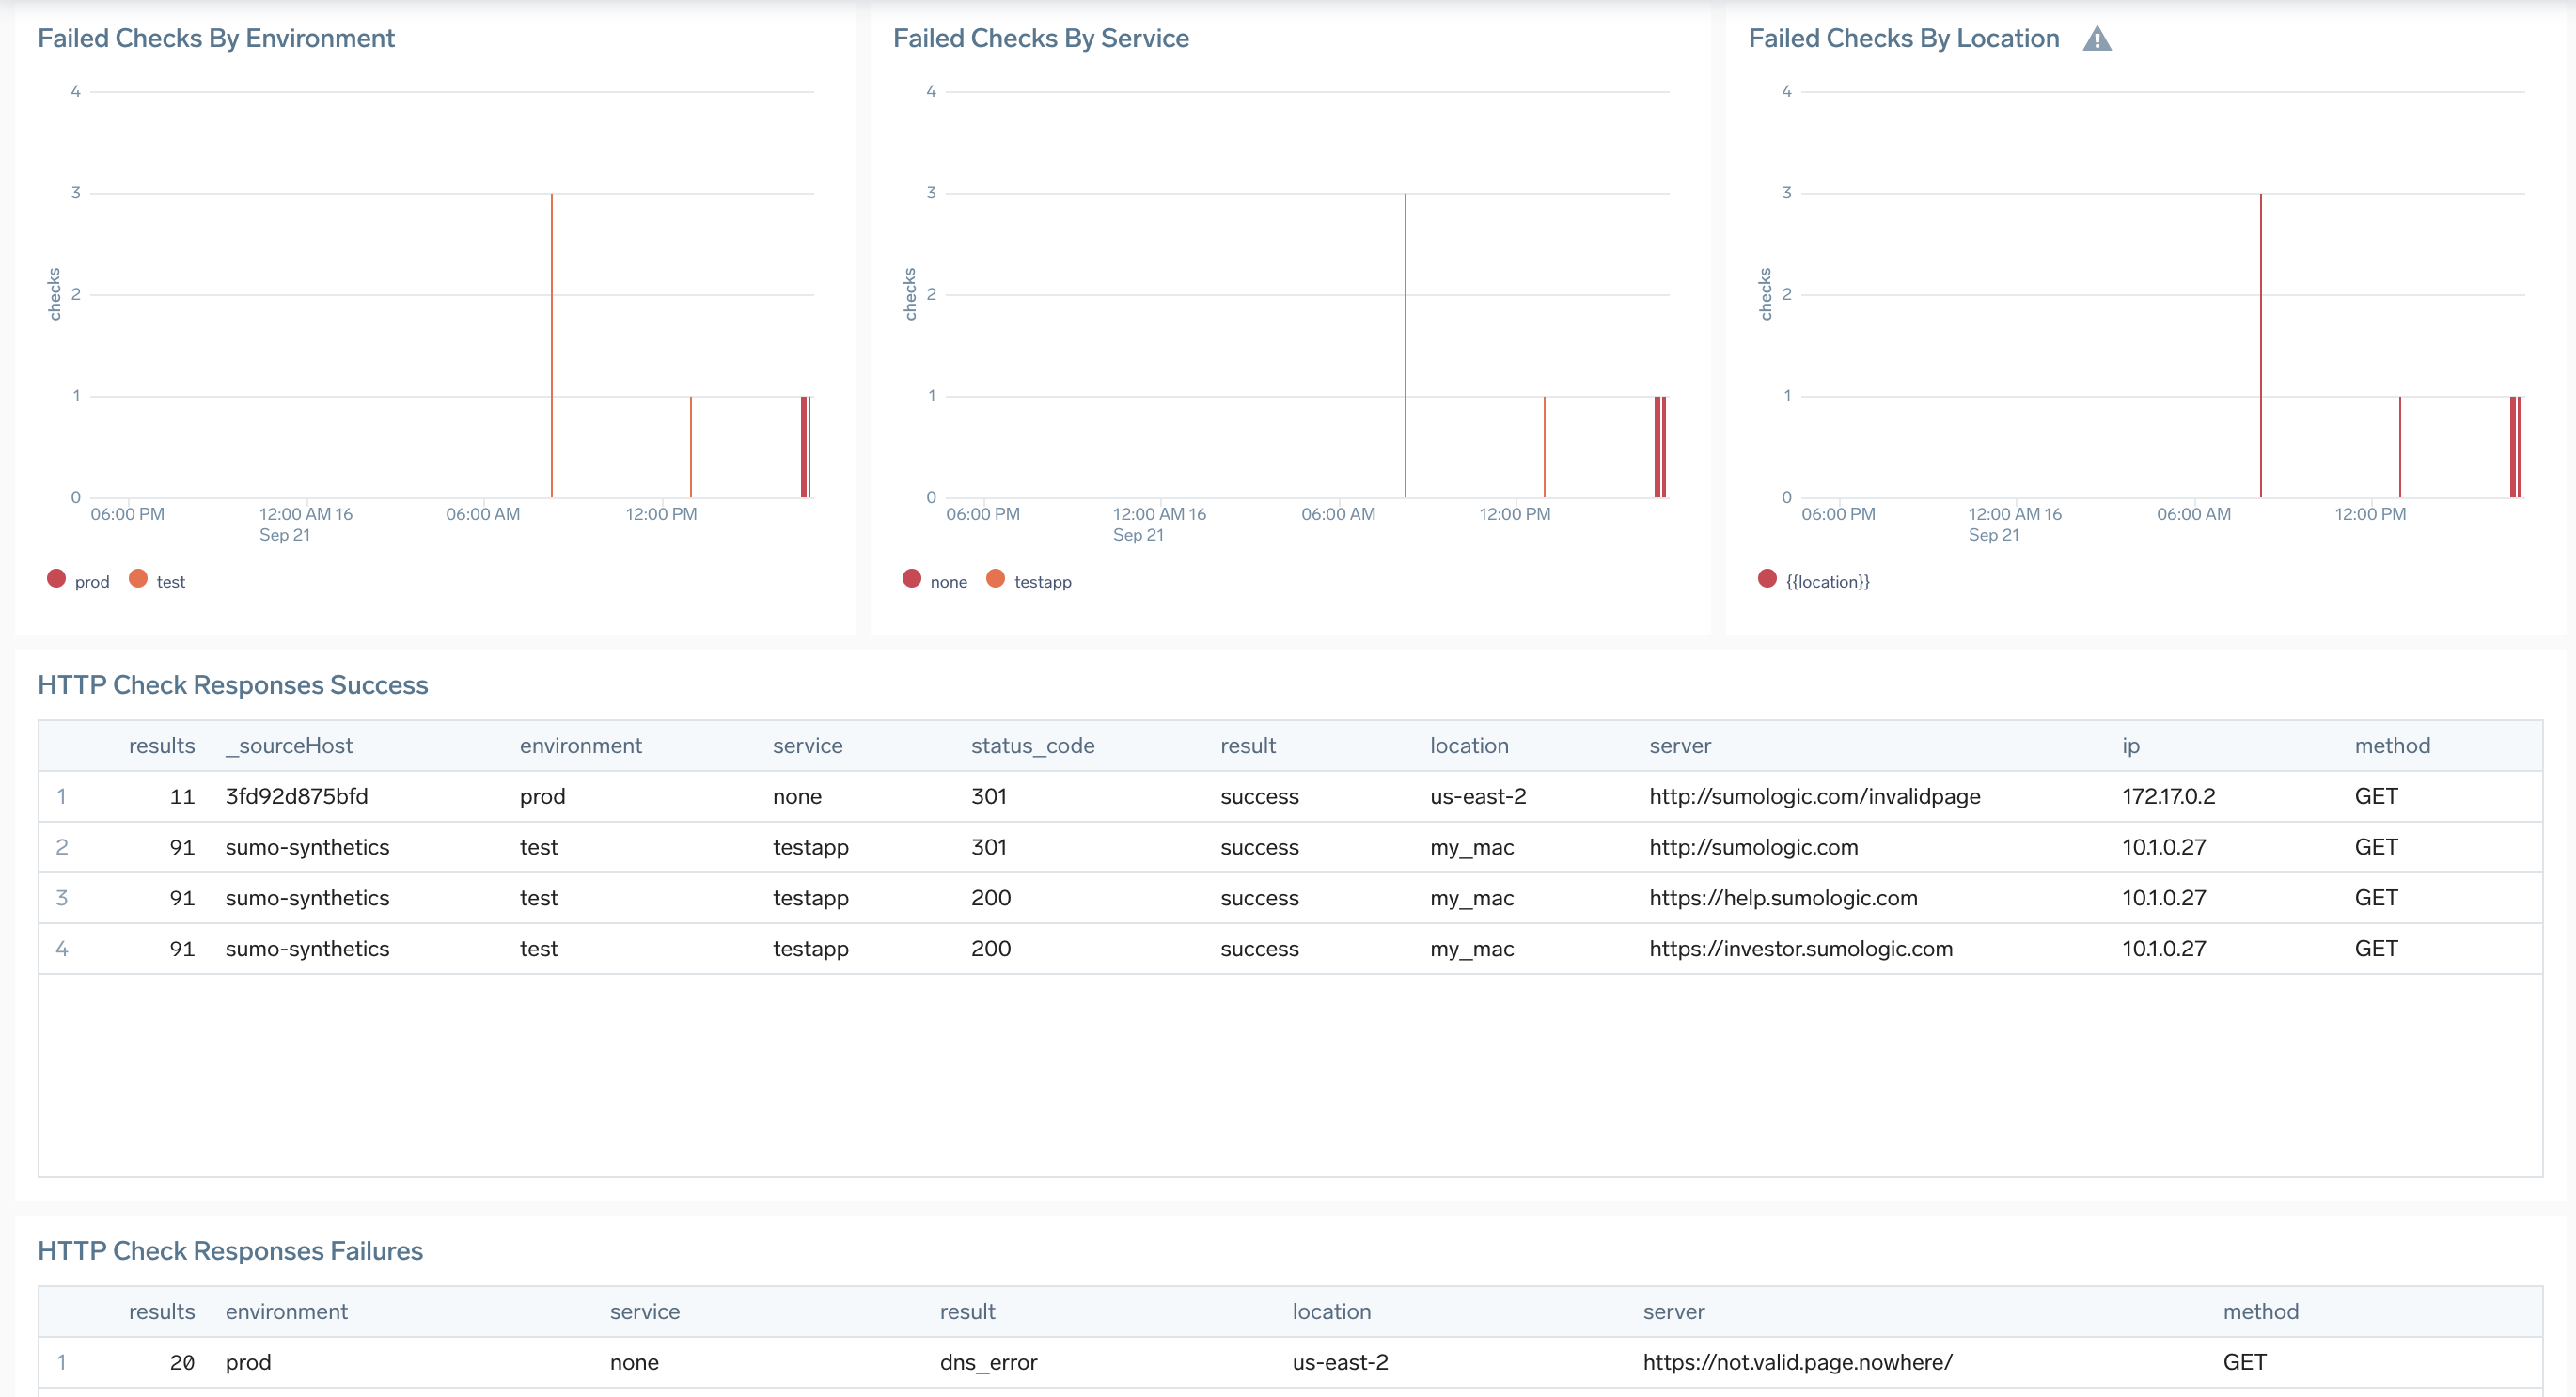 Failed Checks By Environment
4
3
2
1
0
checks
06:00 PM 12:00 AM 16 06:00 AM 12:00 PM
Sep 21
prod test
Failed Checks By Service
4
3
2
1
0
checks
06:00 PM 12:00 AM 16 06:00 AM 12:00 PM
Sep 21
none testapp
Failed Checks By Location
4
3
2
1
0
checks
06:00 PM 12:00 AM 16 06:00 AM 12:00 PM
Sep 21
{{location}}
HTTP Check Responses Success
results _sourceHost environment service status_code result location server ip method
1 11 3fd92d875bfd prod none 301 success us-east-2 http://sumologic.com/invalidpage 172.17.0.2 GET
2 91 sumo-synthetics test testapp 301 success my_mac http://sumologic.com 10.1.0.27 GET
3 91 sumo-synthetics test testapp 200 success my_mac https://help.sumologic.com 10.1.0.27 GET
4 91 sumo-synthetics test testapp 200 success my_mac https://investor.sumologic.com 10.1.0.27 GET
HTTP Check Responses Failures
results environment service result location server method
1 20 prod none dns_error us-east-2 https://not.valid.page.nowhere/ GET